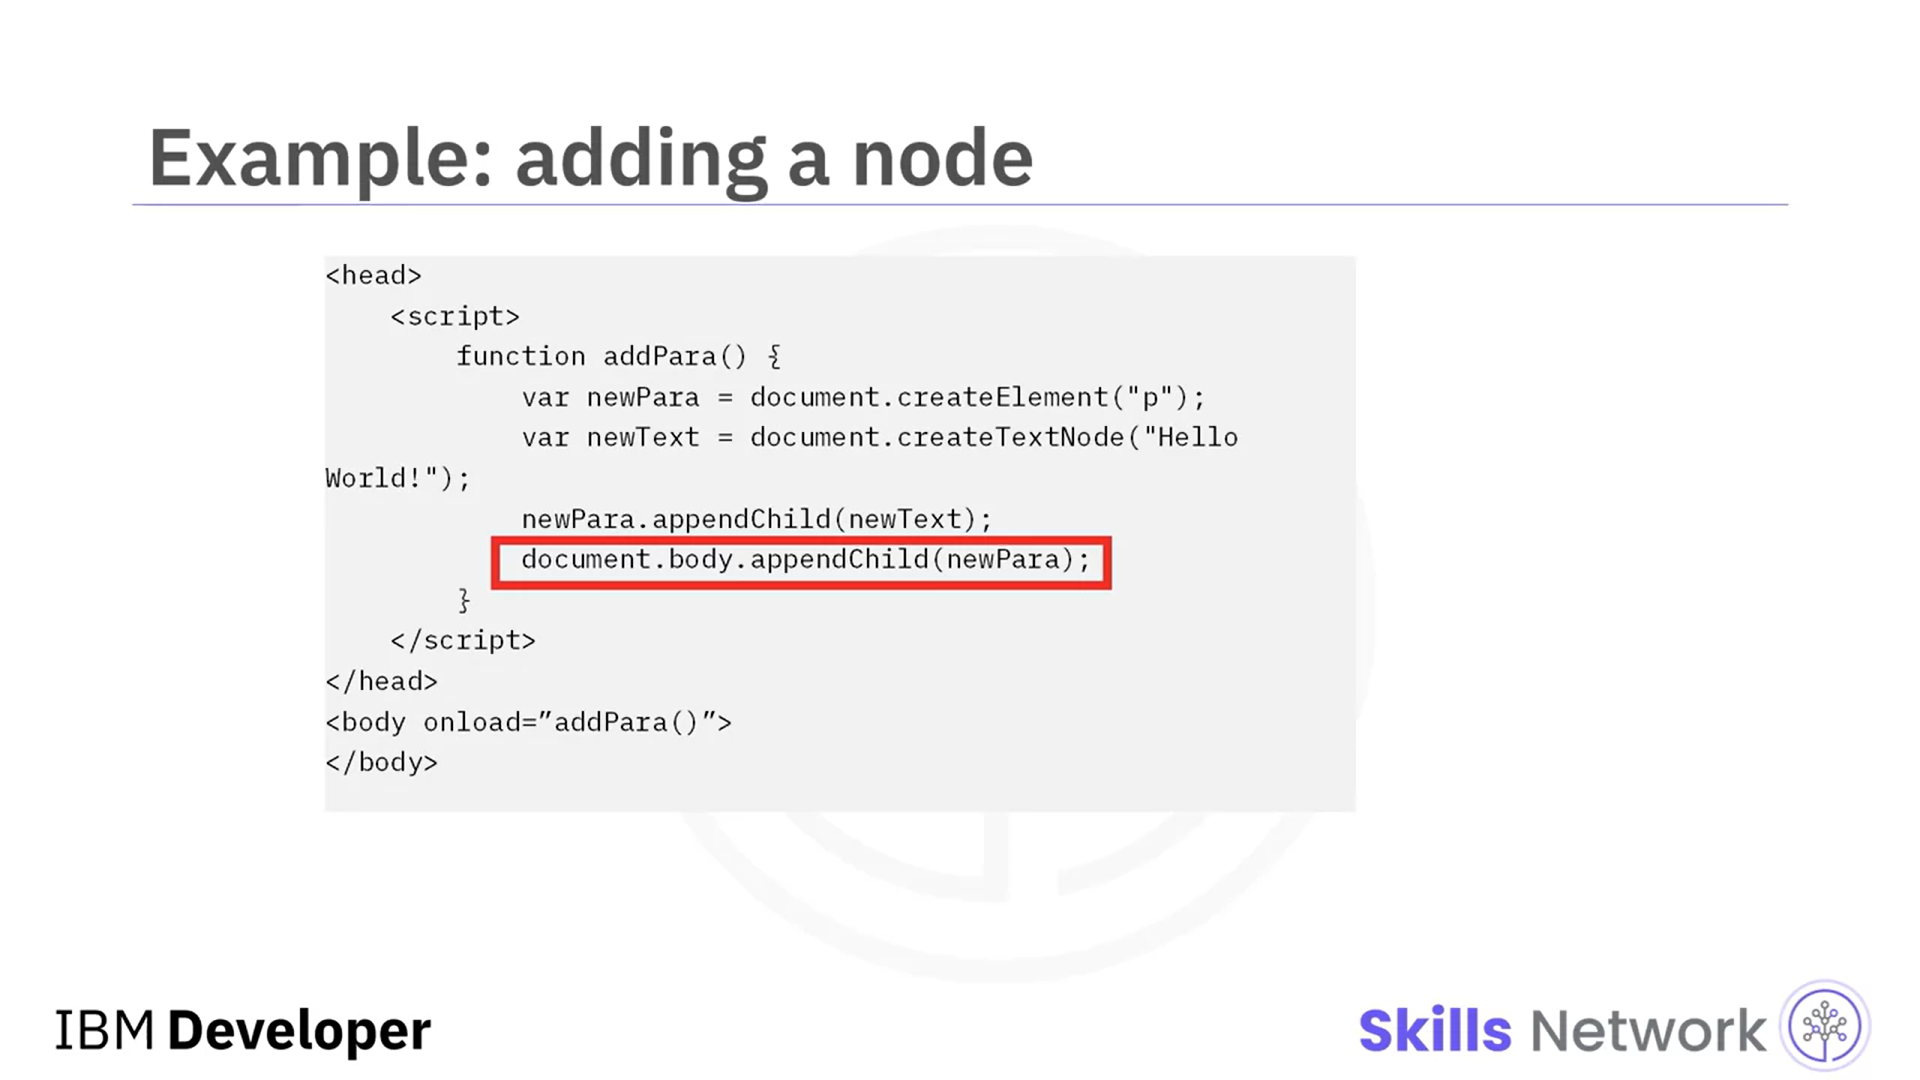 Example: adding a node
<head>
    <script>
        function addPara() {
            var newPara = document.createElement("p");
            var newText = document.createTextNode("Hello
World!");
            newPara.appendChild(newText);
            document.body.appendChild(newPara);
        }
    </script>
</head>
<body onload=”addPara()”>
</body>
IBM Developer
Skills Network